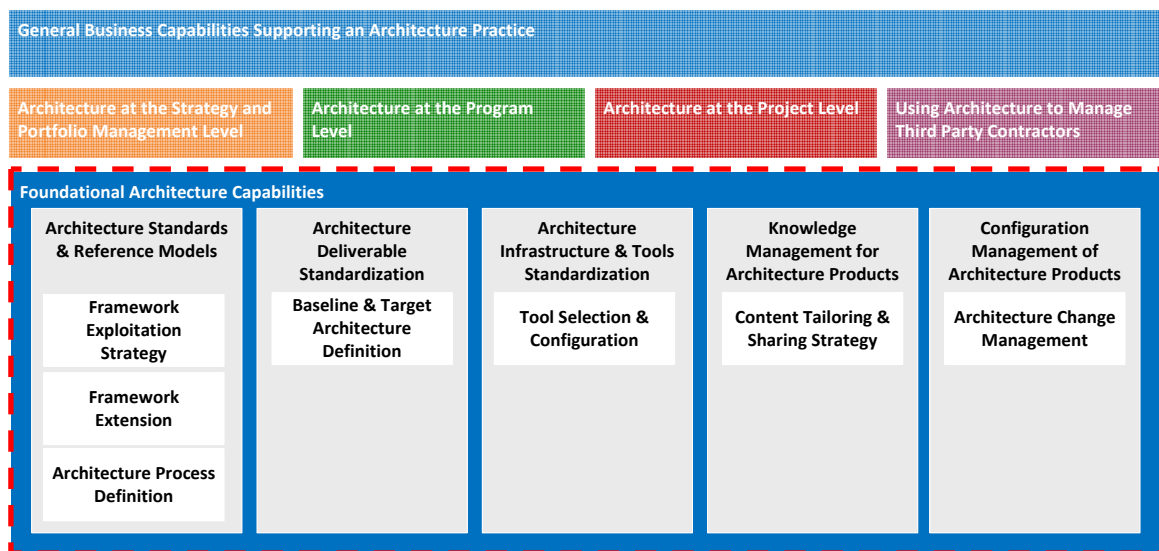 General Business Capabilities Supporting an Architecture Practice
Architecture at the Strategy and
Portfolio Management Level
Architecture at the Program
Level
Architecture at the Project Level
Using Architecture to Manage
Third Party Contractors
Foundational Architecture Capabilities
Architecture Standards
& Reference Models
Framework
Exploitation
Strategy
Framework
Extension
Architecture Process
Definition
Architecture
Deliverable
Standardization
Baseline & Target
Architecture
Definition
Architecture
Infrastructure & Tools
Standardization
Tool Selection &
Configuration
Knowledge
Management for
Architecture Products
Content Tailoring &
Sharing Strategy
Configuration
Management of
Architecture Products
Architecture Change
Management